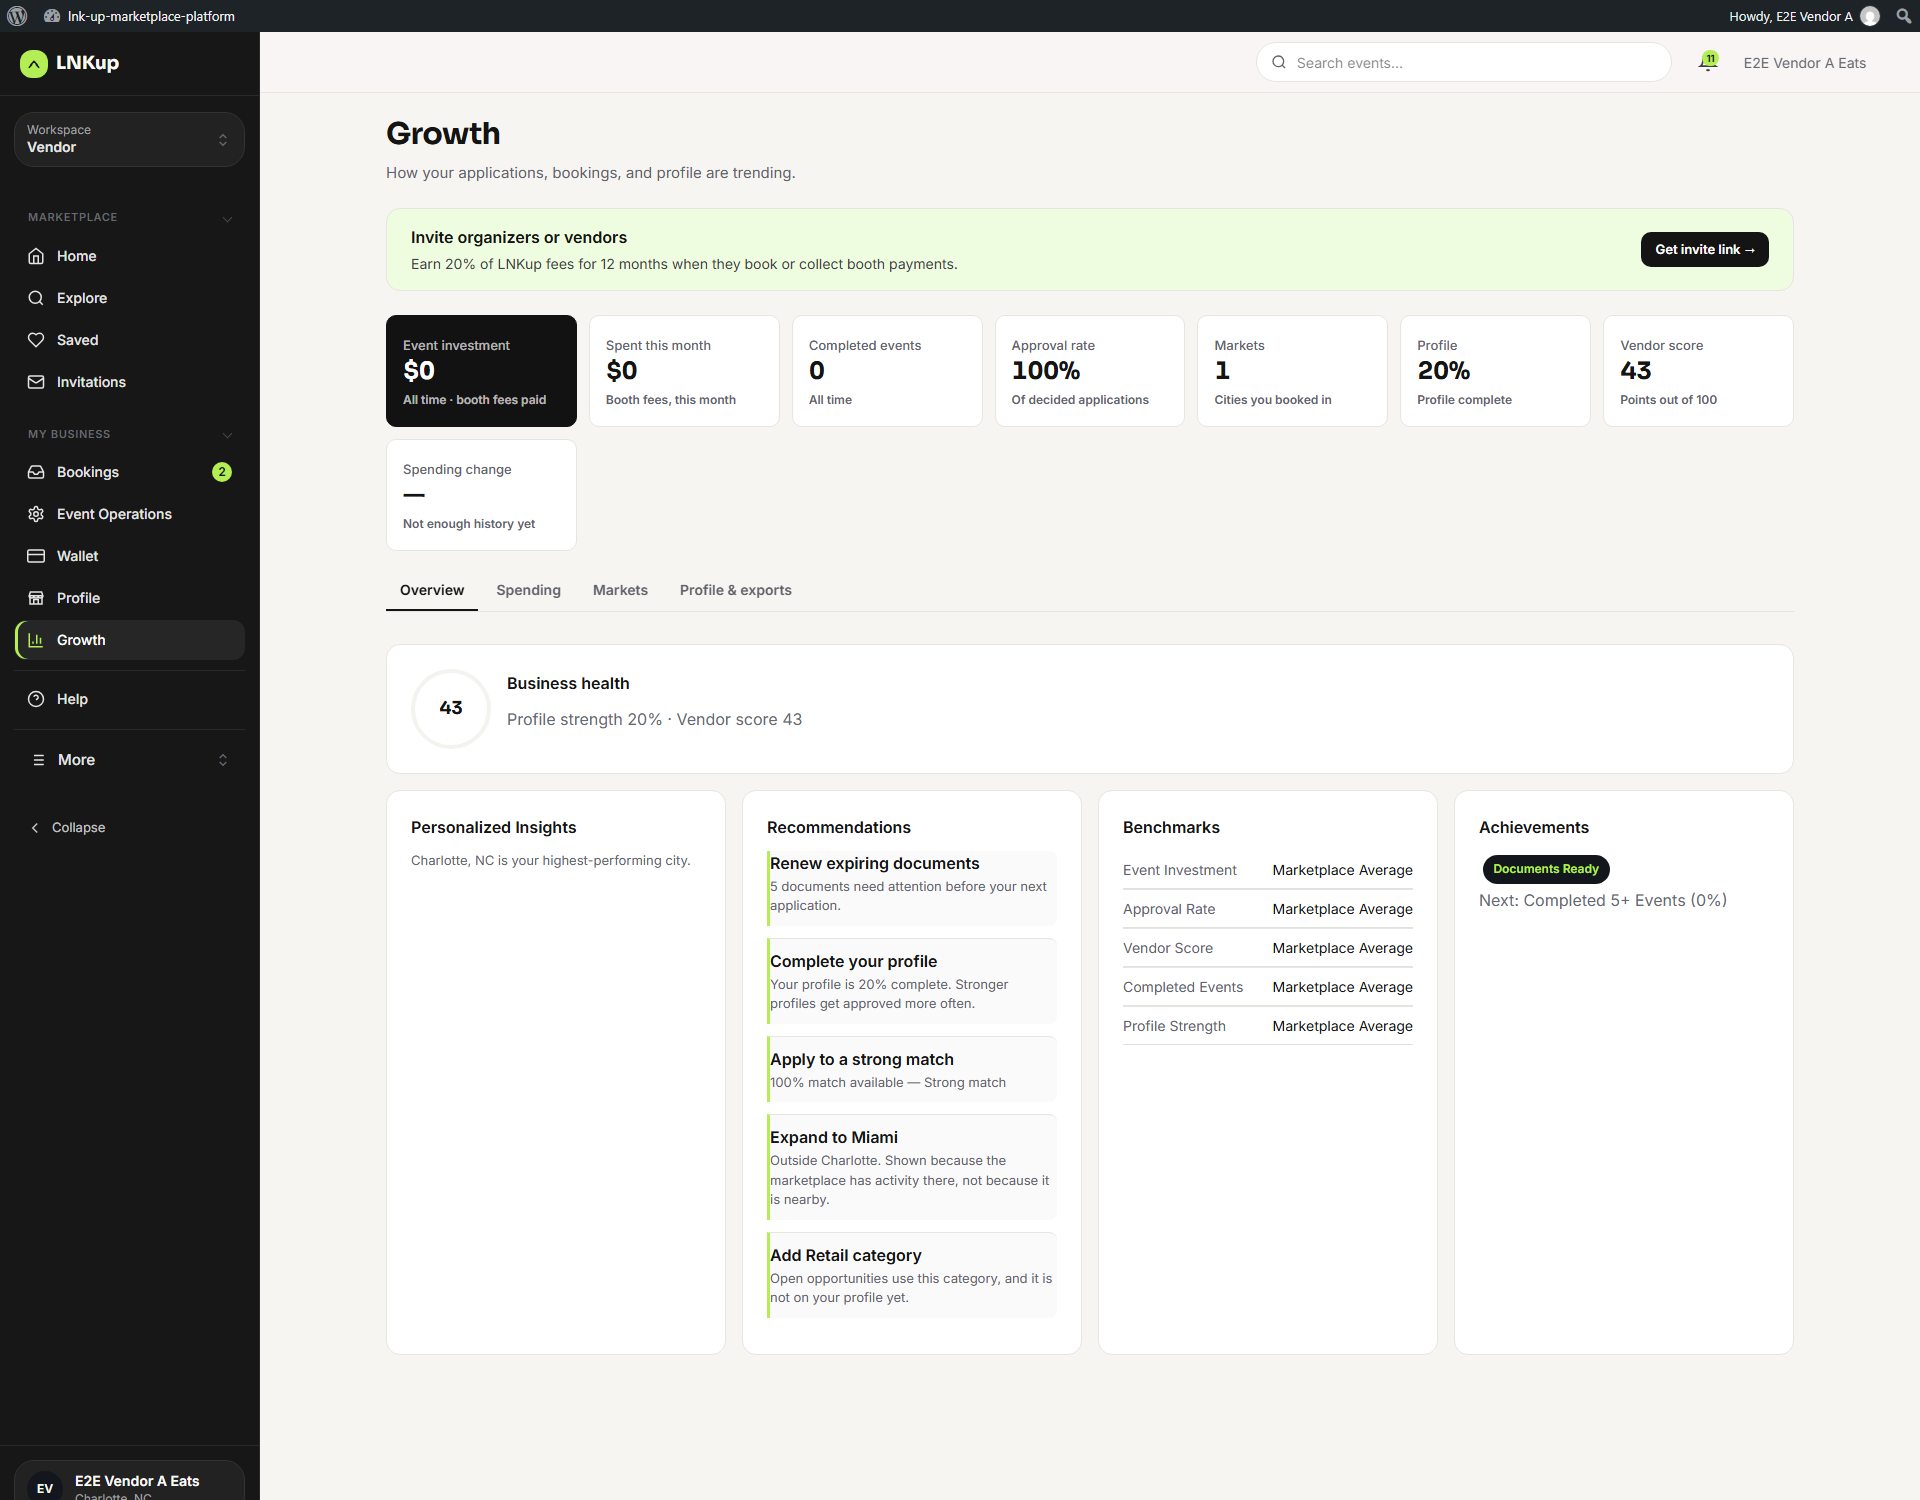 lnk-up-marketplace-platform
Howdy, E2E Vendor A
LNKup
Search events...
11
E2E Vendor A Eats
Workspace
Vendor
MARKETPLACE
Home
Explore
Saved
Invitations
MY BUSINESS
Bookings
2
Event Operations
Wallet
Profile
Growth
Help
More
Collapse
EV
E2E Vendor A Eats
Charlotte, NC
Growth
How your applications, bookings, and profile are trending.
Invite organizers or vendors
Earn 20% of LNKup fees for 12 months when they book or collect booth payments.
Get invite link →
Event investment
$0
All time · booth fees paid
Spent this month
$0
Booth fees, this month
Completed events
0
All time
Approval rate
100%
Of decided applications
Markets
1
Cities you booked in
Profile
20%
Profile complete
Vendor score
43
Points out of 100
Spending change
—
Not enough history yet
Overview
Spending
Markets
Profile & exports
43
Business health
Profile strength 20% · Vendor score 43
Personalized Insights
Charlotte, NC is your highest-performing city.
Recommendations
Renew expiring documents
5 documents need attention before your next
application.
Complete your profile
Your profile is 20% complete. Stronger
profiles get approved more often.
Apply to a strong match
100% match available — Strong match
Expand to Miami
Outside Charlotte. Shown because the
marketplace has activity there, not because it
is nearby.
Add Retail category
Open opportunities use this category, and it is
not on your profile yet.
Benchmarks
Event Investment Marketplace Average
Approval Rate Marketplace Average
Vendor Score Marketplace Average
Completed Events Marketplace Average
Profile Strength Marketplace Average
Achievements
Documents Ready
Next: Completed 5+ Events (0%)